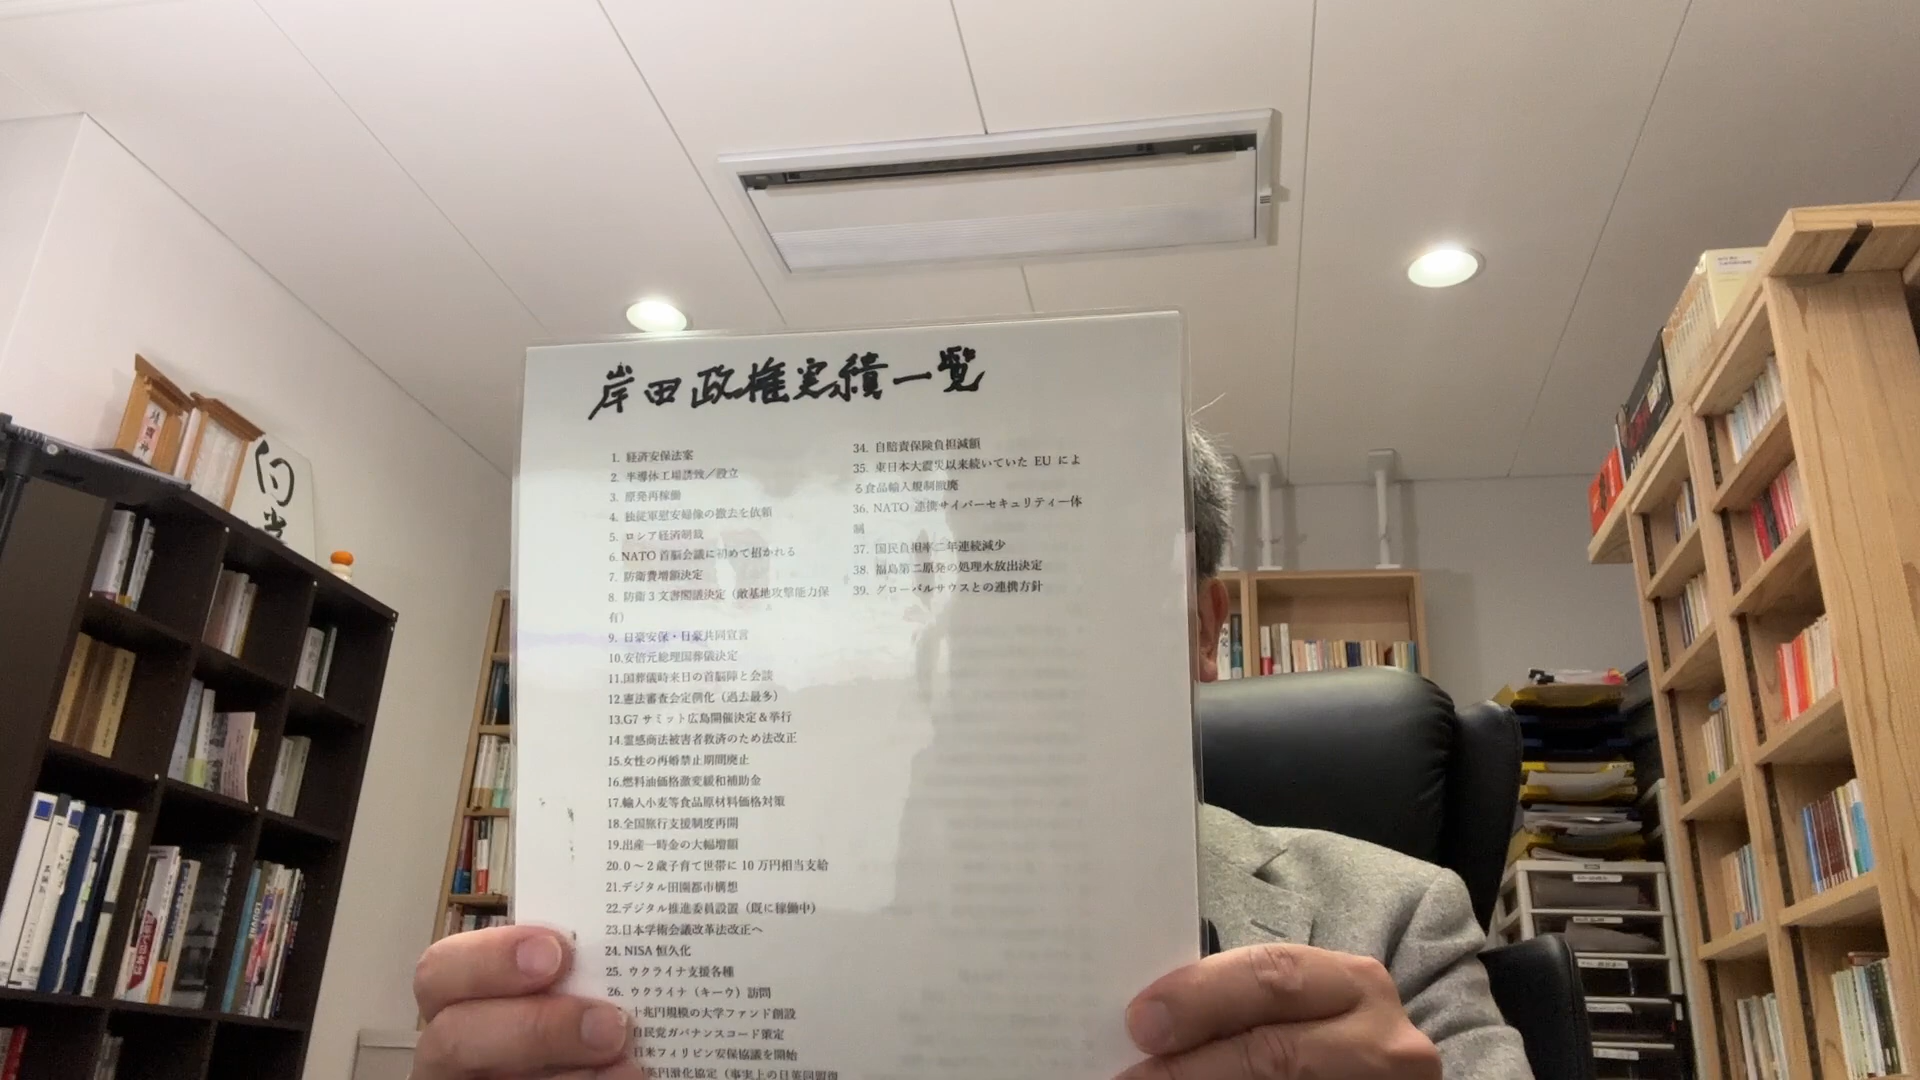 岸田政権実績一覧
1. 経済安保法案
2. 半導体工場誘致／設立
3. 原発再稼働
4. 独従軍慰安婦像の撤去を依頼
5. ロシア経済制裁
6. NATO 首脳会議に初めて招かれる
7. 防衛費増額決定
8. 防衛 3 文書閣議決定（敵基地攻撃能力保
有）
9. 日豪安保・日豪共同宣言
10.安倍元総理国葬儀決定
11.国葬儀時来日の首脳陣と会談
12.憲法審査会定例化（過去最多）
13.G7 サミット広島開催決定＆挙行
14.霊感商法被害者救済のため法改正
15.女性の再婚禁止期間廃止
16.燃料油価格激変緩和補助金
17.輸入小麦等食品原材料価格対策
18.全国旅行支援制度再開
19.出産一時金の大幅増額
20.0～2歳子育て世帯に 10 万円相当支給
21.デジタル田園都市構想
22.デジタル推進委員設置（既に稼働中）
23.日本学術会議改革法改正へ
24. NISA 恒久化
25. ウクライナ支援各種
26. ウクライナ（キーウ）訪問
十兆円規模の大学ファンド創設
自民党ガバナンスコード策定
日米フィリピン安保協議を開始
英円滑化協定（事実上の日英同盟復
34. 自賠責保険負担減額
35. 東日本大震災以来続いていた EU によ
る食品輸入規制撤廃
36. NATO 連携サイバーセキュリティー体
制
37. 国民負担率二年連続減少
38. 福島第二原発の処理水放出決定
39. グローバルサウスとの連携方針